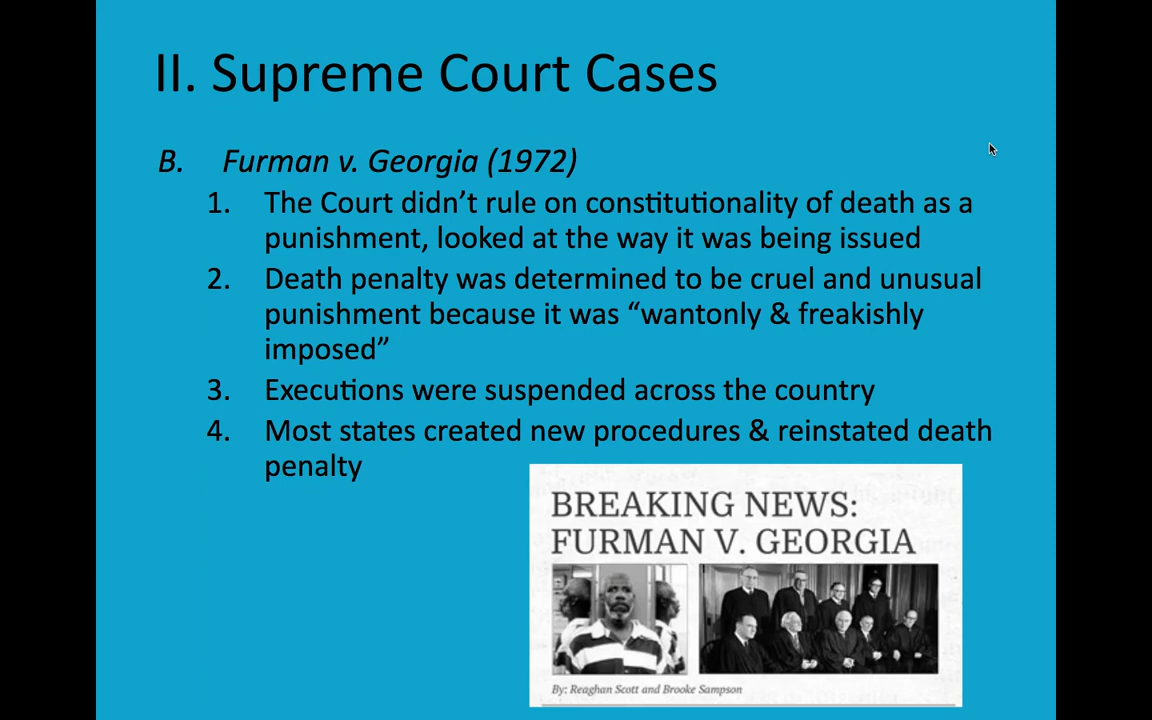 II. Supreme Court Cases
B. Furman v. Georgia (1972)
1. The Court didn’t rule on constitutionality of death as a
punishment, looked at the way it was being issued
2. Death penalty was determined to be cruel and unusual
punishment because it was “wantonly & freakishly
imposed”
3. Executions were suspended across the country
4. Most states created new procedures & reinstated death
penalty
BREAKING NEWS:
FURMAN V. GEORGIA
By: Reaghan Scott and Brooke Sampson